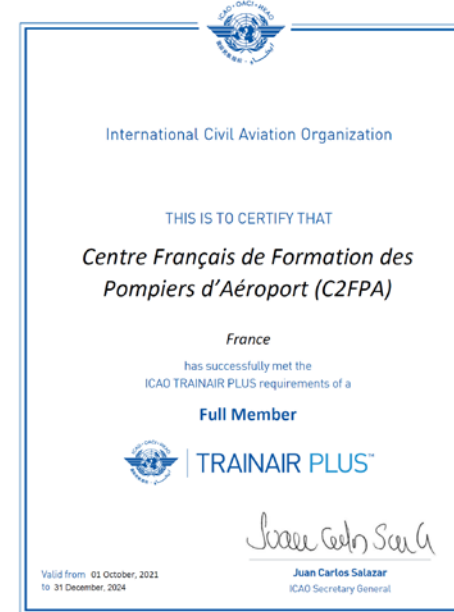 International Civil Aviation Organization
THIS IS TO CERTIFY THAT
Centre Français de Formation des
Pompiers d’Aéroport (C2FPA)
France
has successfully met the
ICAO TRAINAIR PLUS requirements of a
Full Member
TRAINAIR PLUS™
Valid from 01 October, 2021
to 31 December, 2024
Juan Carlos Salazar
ICAO Secretary General